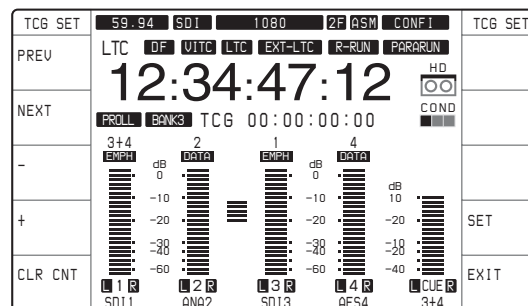 TCG SET 59.94 SDI 1080 2F ASM CONFI TCG SET
PREV LTC DF UVITC LTC EXT-LTC R-RUN PARARUN
12:34:47:12 HD
NEXT COND
PROLL BANK3 TCG 00:00:00:00
3+4 2 1 4
EMPH DATA EMPH DATA
dB dB
0 0
dB
-10 -10 10
- 
-20 -20 0
+ SET
-30 -30 -10
-40 -40 -20
-60 -60 -40
CLR CNT L 1 R L 2 R L 3 R L 4 R L CUE R EXIT
SDI1 ANA2 SDI3 AES4 3+4